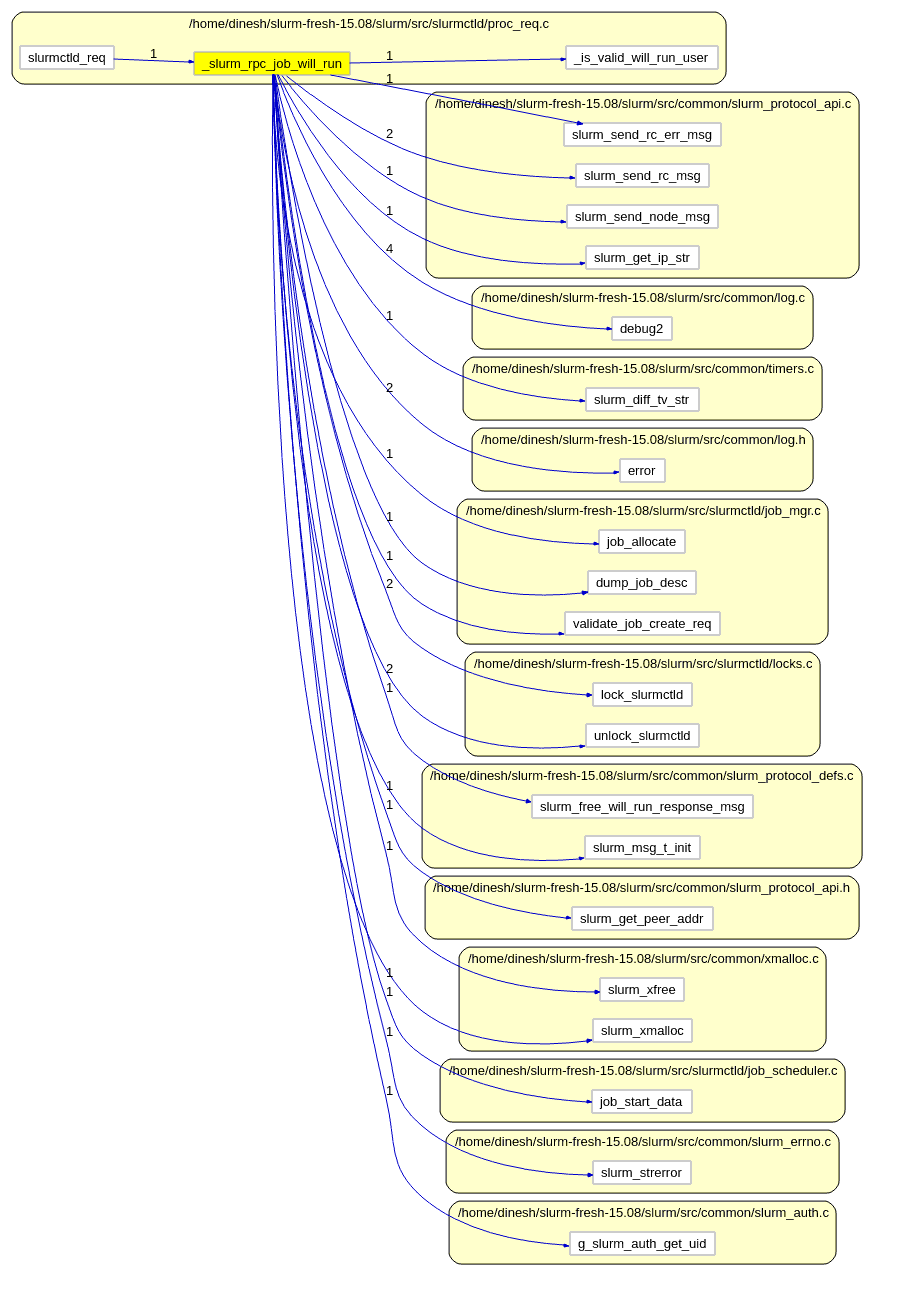 /home/dinesh/slurm-fresh-15.08/slurm/src/slurmctld/proc_req.c
slurmctld_req
1
_slurm_rpc_job_will_run
1
_is_valid_will_run_user
1
/home/dinesh/slurm-fresh-15.08/slurm/src/common/slurm_protocol_api.c
slurm_send_rc_err_msg
2
slurm_send_rc_msg
1
slurm_send_node_msg
1
slurm_get_ip_str
4
/home/dinesh/slurm-fresh-15.08/slurm/src/common/log.c
debug2
1
/home/dinesh/slurm-fresh-15.08/slurm/src/common/timers.c
slurm_diff_tv_str
2
/home/dinesh/slurm-fresh-15.08/slurm/src/common/log.h
error
1
/home/dinesh/slurm-fresh-15.08/slurm/src/slurmctld/job_mgr.c
1
job_allocate
1
dump_job_desc
2
validate_job_create_req
/home/dinesh/slurm-fresh-15.08/slurm/src/slurmctld/locks.c
2
1
lock_slurmctld
unlock_slurmctld
/home/dinesh/slurm-fresh-15.08/slurm/src/common/slurm_protocol_defs.c
1
1
slurm_free_will_run_response_msg
1
slurm_msg_t_init
/home/dinesh/slurm-fresh-15.08/slurm/src/common/slurm_protocol_api.h
slurm_get_peer_addr
/home/dinesh/slurm-fresh-15.08/slurm/src/common/xmalloc.c
1
1
slurm_xfree
1
slurm_xmalloc
/home/dinesh/slurm-fresh-15.08/slurm/src/slurmctld/job_scheduler.c
1
job_start_data
/home/dinesh/slurm-fresh-15.08/slurm/src/common/slurm_errno.c
slurm_strerror
/home/dinesh/slurm-fresh-15.08/slurm/src/common/slurm_auth.c
g_slurm_auth_get_uid